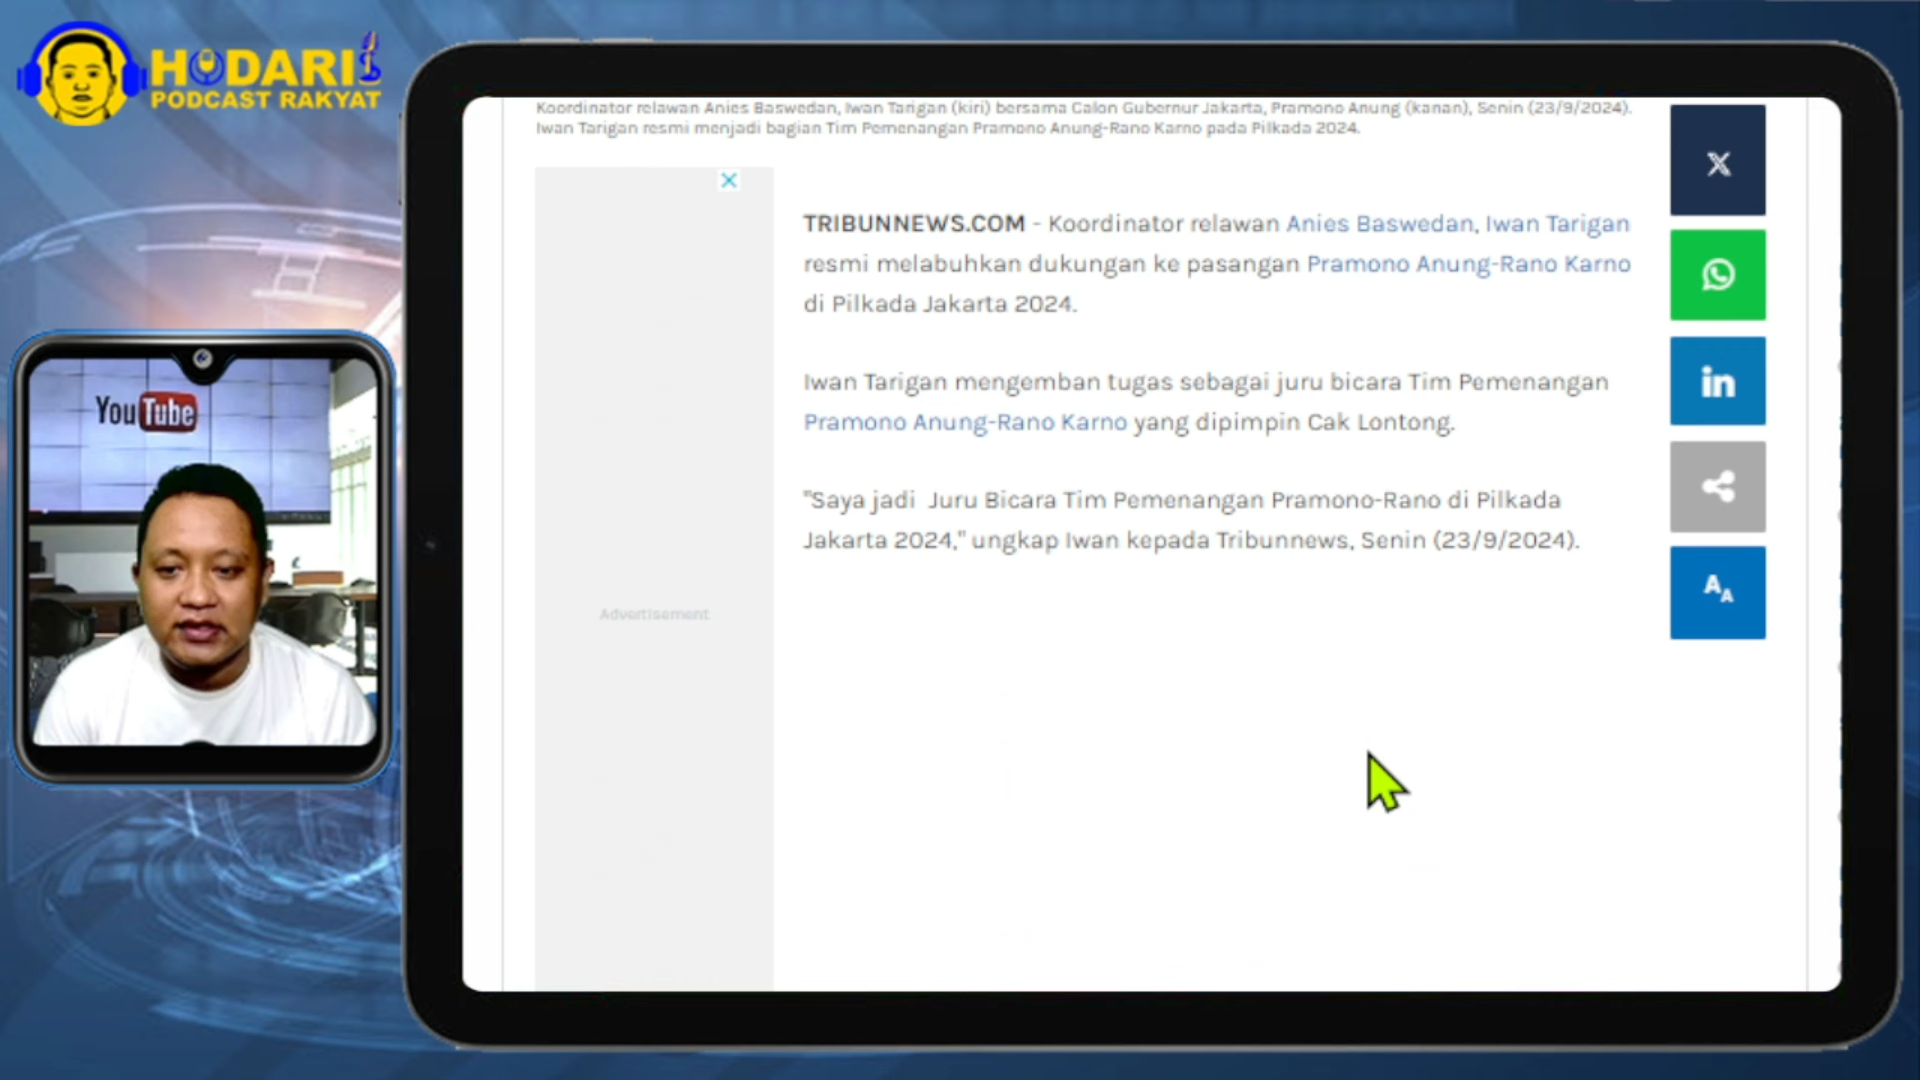 HODARI
PODCAST RAKYAT
YouTube
Koordinator relawan Anies Baswedan, Iwan Tarigan (kiri) bersama Calon Gubernur Jakarta, Pramono Anung (kanan), Senin (23/9/2024).
Iwan Tarigan resmi menjadi bagian Tim Pemenangan Pramono Anung-Rano Karno pada Pilkada 2024.
Advertisement
TRIBUNNEWS.COM - Koordinator relawan Anies Baswedan, Iwan Tarigan
resmi melabuhkan dukungan ke pasangan Pramono Anung-Rano Karno
di Pilkada Jakarta 2024.
Iwan Tarigan mengemban tugas sebagai juru bicara Tim Pemenangan
Pramono Anung-Rano Karno yang dipimpin Cak Lontong.
"Saya jadi  Juru Bicara Tim Pemenangan Pramono-Rano di Pilkada
Jakarta 2024," ungkap Iwan kepada Tribunnews, Senin (23/9/2024).
X
in
AA